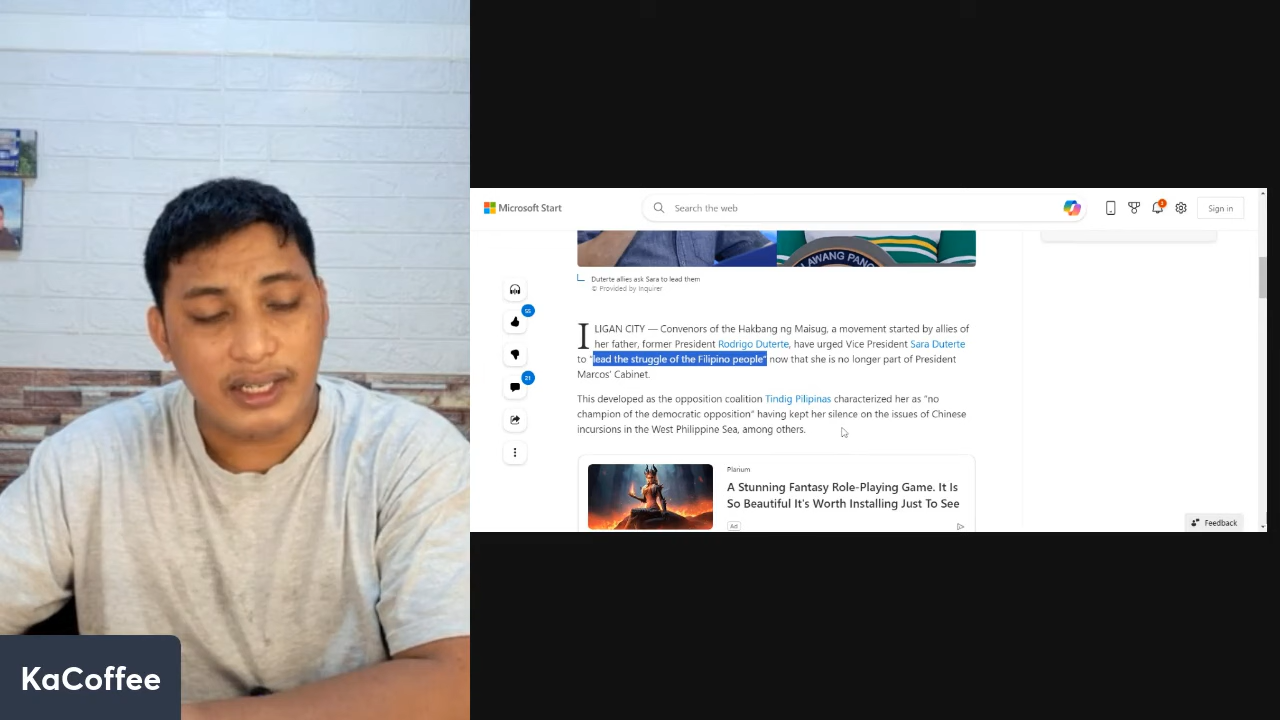 Microsoft Start
Search the web
1
Sign in
LAWANG PANG
Duterte allies ask Sara to lead them
© Provided by Inquirer
55
21
ILIGAN CITY — Convenors of the Hakbang ng Maisug, a movement started by allies of
her father, former President Rodrigo Duterte, have urged Vice President Sara Duterte
to “lead the struggle of the Filipino people” now that she is no longer part of President
Marcos’ Cabinet.
This developed as the opposition coalition Tindig Pilipinas characterized her as “no
champion of the democratic opposition” having kept her silence on the issues of Chinese
incursions in the West Philippine Sea, among others.
Plarium
A Stunning Fantasy Role-Playing Game. It Is
So Beautiful It's Worth Installing Just To See
Ad
Feedback
KaCoffee